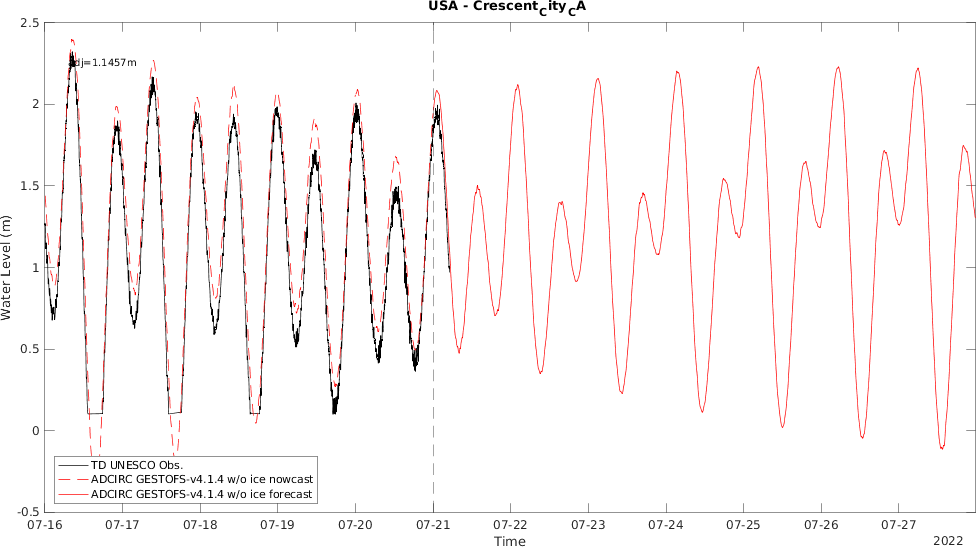 USA - Crescent_City_CA
2.5
2
1.5
1
0.5
0
-0.5
Water Level (m)
dj=1.1457m
TD UNESCO Obs.
ADCIRC GESTOFS-v4.1.4 w/o ice nowcast
ADCIRC GESTOFS-v4.1.4 w/o ice forecast
07-16 07-17 07-18 07-19 07-20 07-21 07-22 07-23 07-24 07-25 07-26 07-27
Time
2022